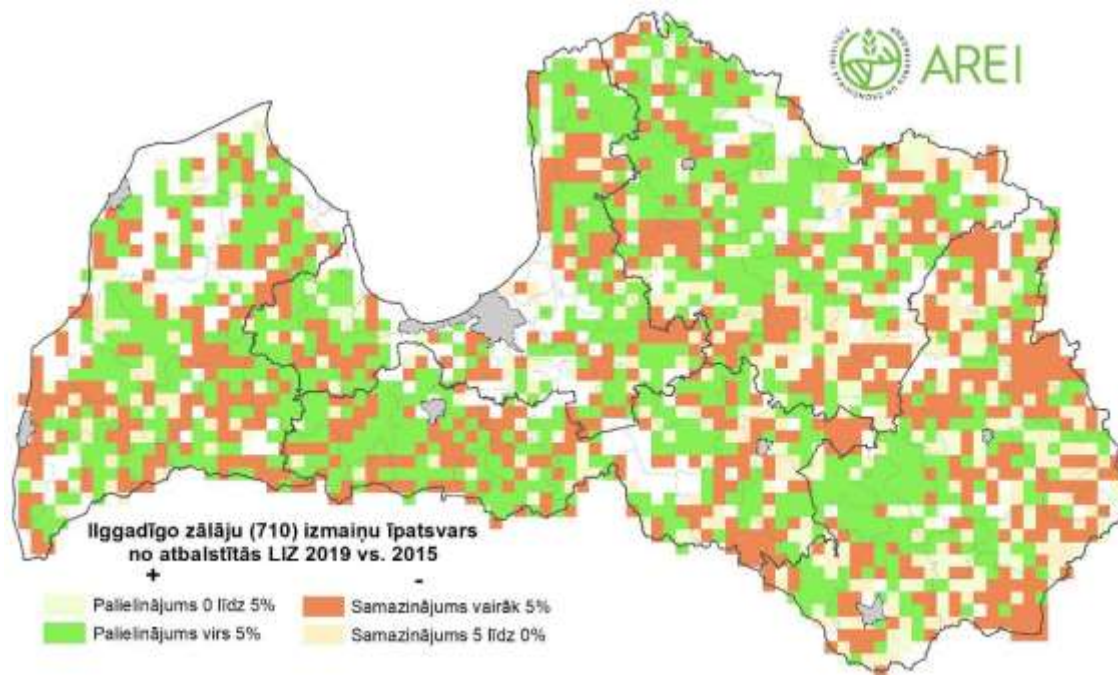 AREI
Ilggadīgo zālāju (710) izmaiņu īpatsvars
no atbalstītās LIZ 2019 vs. 2015
+ -
Palielinājums 0 līdz 5% Samazinājums vairāk 5%
Palielinājums virs 5% Samazinājums 5 līdz 0%